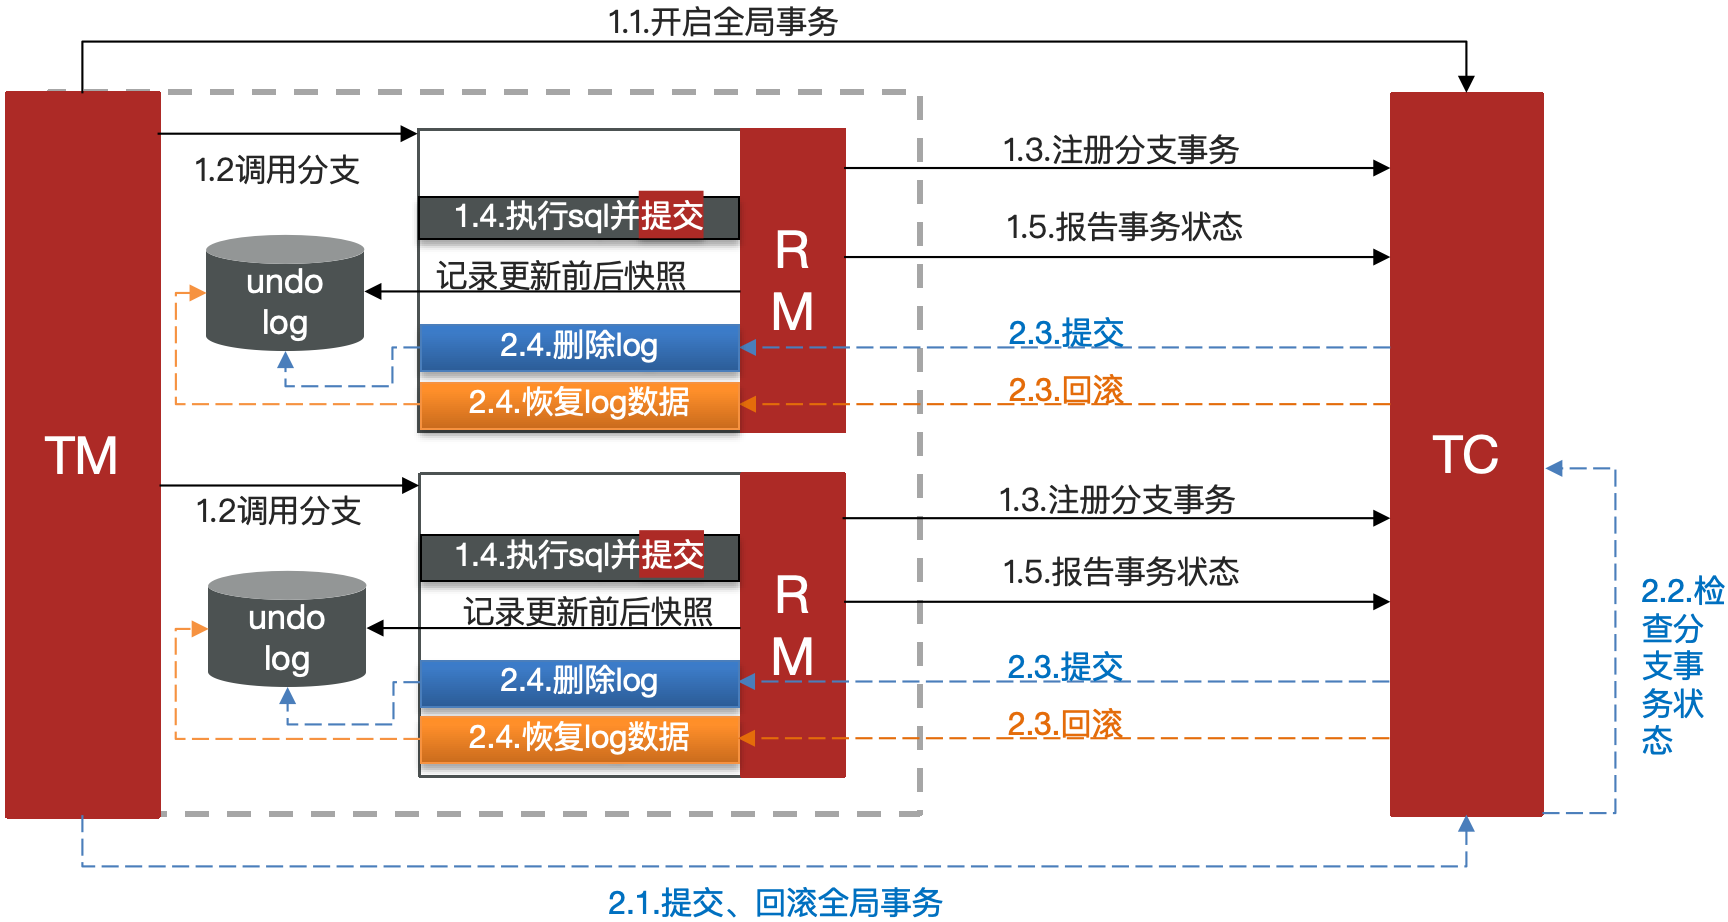 1.1.开启全局事务
TM
1.2调用分支
1.4.执行sql并提交
记录更新前后快照
undo
log
2.4.删除log
2.4.恢复log数据
R
M
1.3.注册分支事务
1.5.报告事务状态
2.3.提交
2.3.回滚
1.2调用分支
1.4.执行sql并提交
记录更新前后快照
undo
log
2.4.删除log
2.4.恢复log数据
R
M
1.3.注册分支事务
1.5.报告事务状态
2.3.提交
2.3.回滚
TC
2.2.检
查分
支事
务状
态
2.1.提交、回滚全局事务